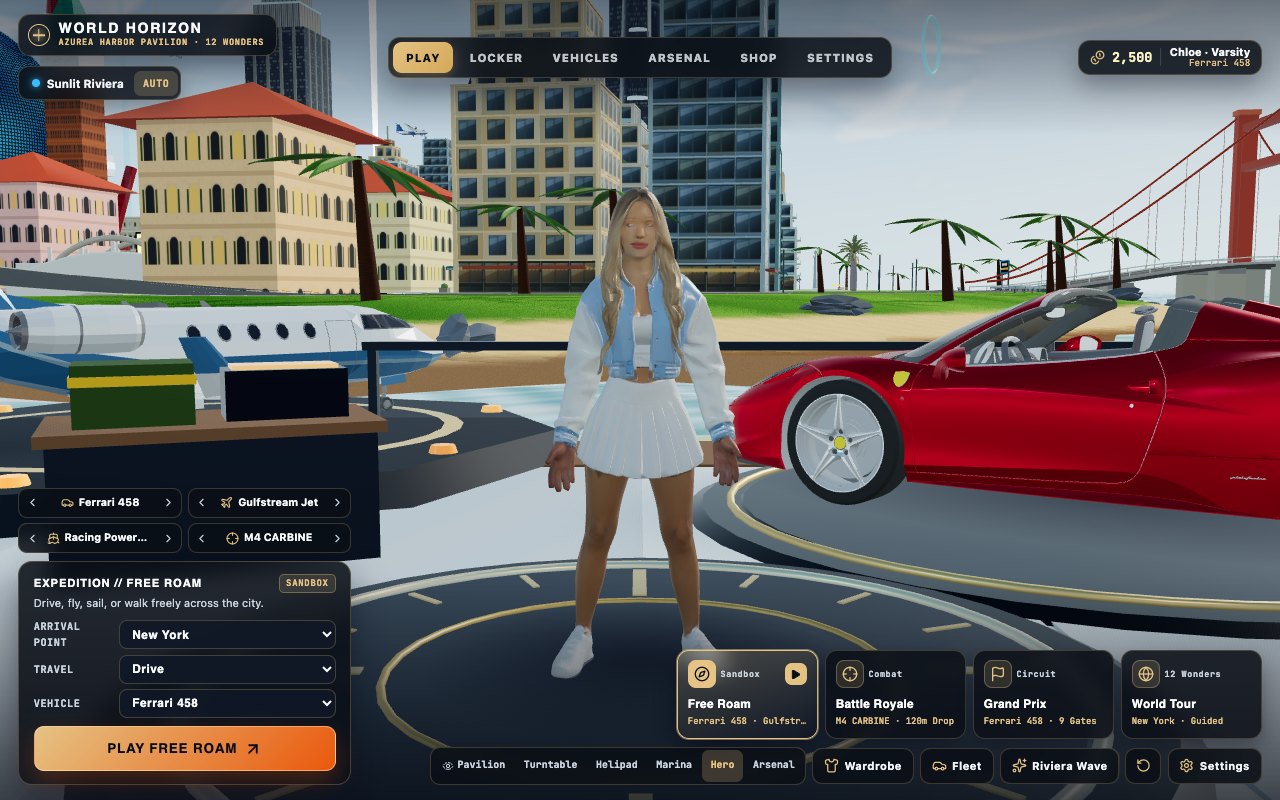 WORLD HORIZON
AZUREA HARBOR PAVILION · 12 WONDERS
Sunlit Riviera AUTO
PLAY LOCKER VEHICLES ARSENAL SHOP SETTINGS
2,500
Chloe · Varsity
Ferrari 458
Ferrari 458
Gulfstream Jet
Racing Power...
M4 CARBINE
EXPEDITION // FREE ROAM SANDBOX
Drive, fly, sail, or walk freely across the city.
ARRIVAL POINT New York
TRAVEL Drive
VEHICLE Ferrari 458
PLAY FREE ROAM
Sandbox
Free Roam
Ferrari 458 · Gulfstr…
Combat
Battle Royale
M4 CARBINE · 120m Drop
Circuit
Grand Prix
Ferrari 458 · 9 Gates
12 Wonders
World Tour
New York · Guided
Pavilion Turntable Helipad Marina Hero Arsenal
Wardrobe Fleet Riviera Wave Settings